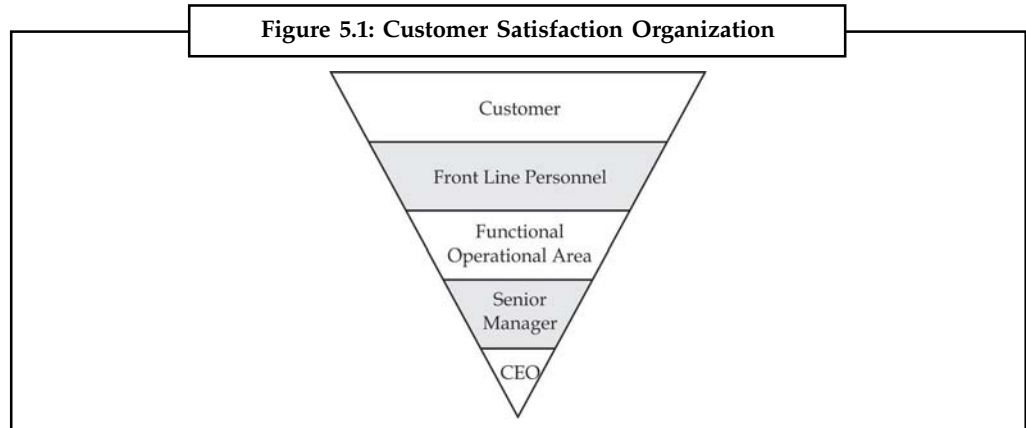 Figure 5.1: Customer Satisfaction Organization
Customer
Front Line Personnel
Functional
Operational Area
Senior
Manager
CEO